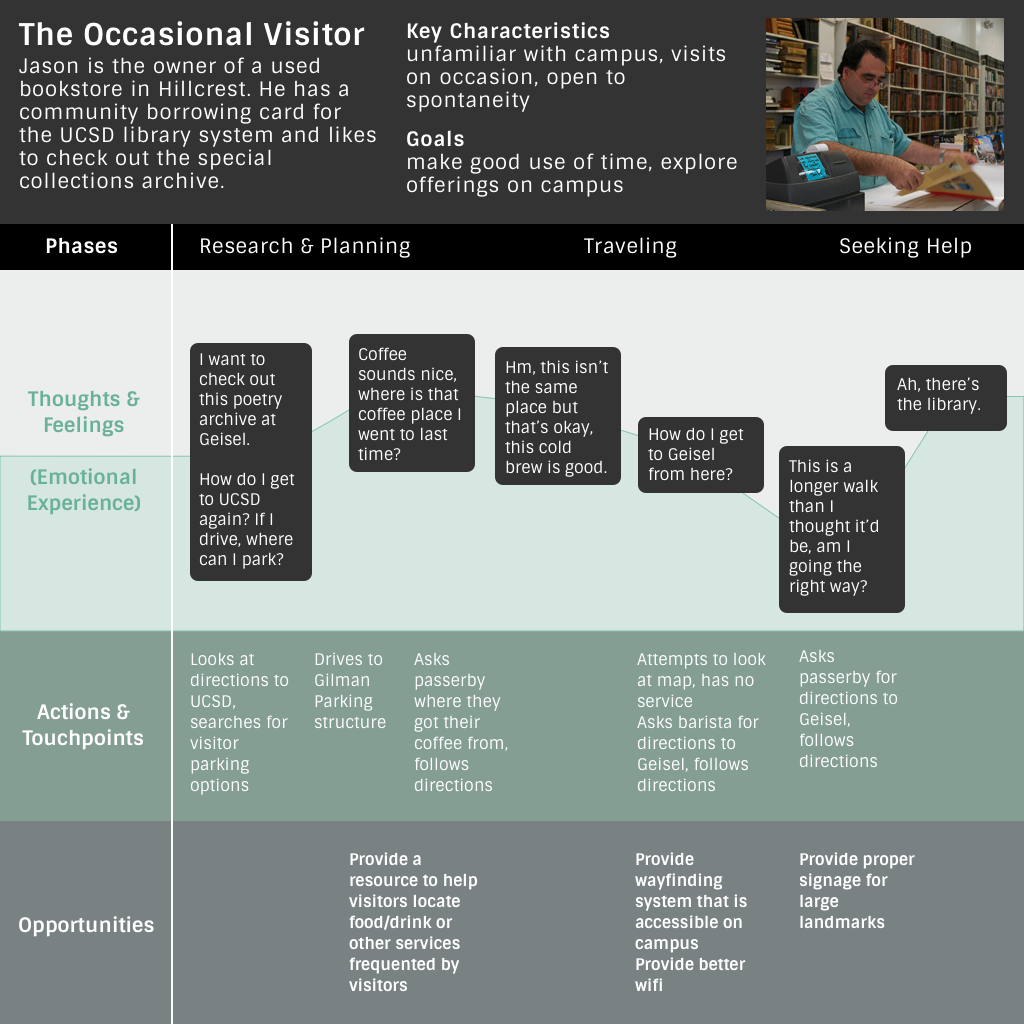 The Occasional Visitor
Jason is the owner of a used
bookstore in Hillcrest. He has a
community borrowing card for
the UCSD library system and likes
to check out the special
collections archive.
Key Characteristics
unfamiliar with campus, visits
on occasion, open to
spontaneity
Goals
make good use of time, explore
offerings on campus
Phases
Research & Planning
Traveling
Seeking Help
Thoughts &
Feelings
(Emotional
Experience)
I want to
check out
this poetry
archive at
Geisel.
How do I get
to UCSD
again? If I
drive, where
can I park?
Coffee
sounds nice,
where is that
coffee place I
went to last
time?
Hm, this isn't
the same
place but
that's okay,
this cold
brew is good.
How do I get
to Geisel
from here?
This is a
longer walk
than I
thought it'd
be, am I
going the
right way?
Ah, there's
the library.
Actions &
Touchpoints
Looks at
directions to
UCSD,
searches for
visitor
parking
options
Drives to
Gilman
Parking
structure
Asks
passerby
where they
got their
coffee from,
follows
directions
Attempts to look
at map, has no
service
Asks barista for
directions to
Geisel, follows
directions
Asks
passerby for
directions to
Geisel,
follows
directions
Opportunities
Provide a
resource to help
visitors locate
food/drink or
other services
frequented by
visitors
Provide
wayfinding
system that is
accessible on
campus
Provide better
wifi
Provide proper
signage for
large
landmarks